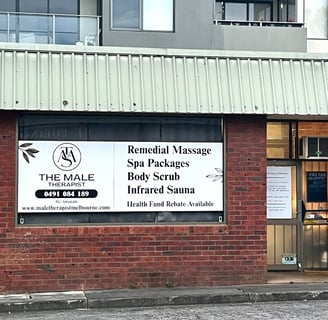 THE MALE
THERAPIST
0491 084 189
www.maletherapistmelbourne.com
Remedial Massage
Spa Packages
Body Scrub
Infrared Sauna
Health Fund Rebate Available